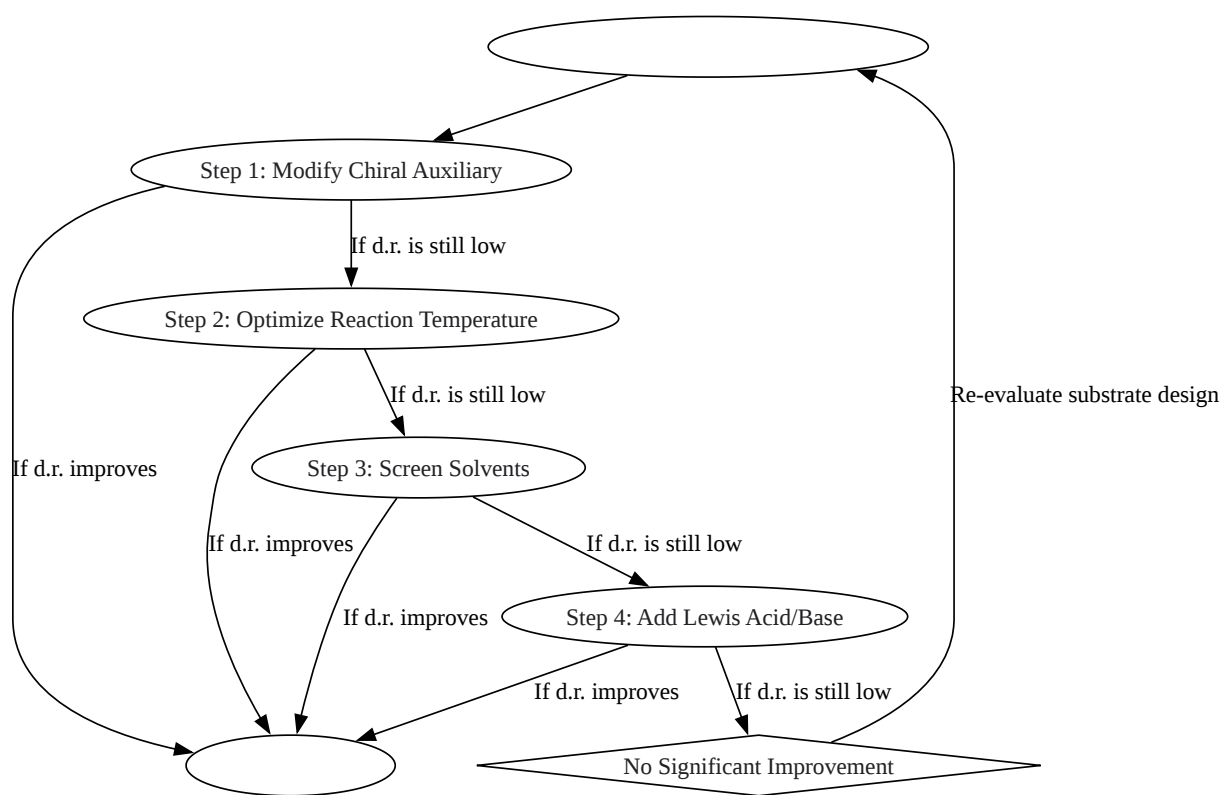 Step 1: Modify Chiral Auxiliary
If d.r. is still low
Step 2: Optimize Reaction Temperature
If d.r. is still low
Re-evaluate substrate design
Step 3: Screen Solvents
If d.r. improves
If d.r. improves
If d.r. is still low
If d.r. improves
Step 4: Add Lewis Acid/Base
If d.r. improves
If d.r. is still low
No Significant Improvement